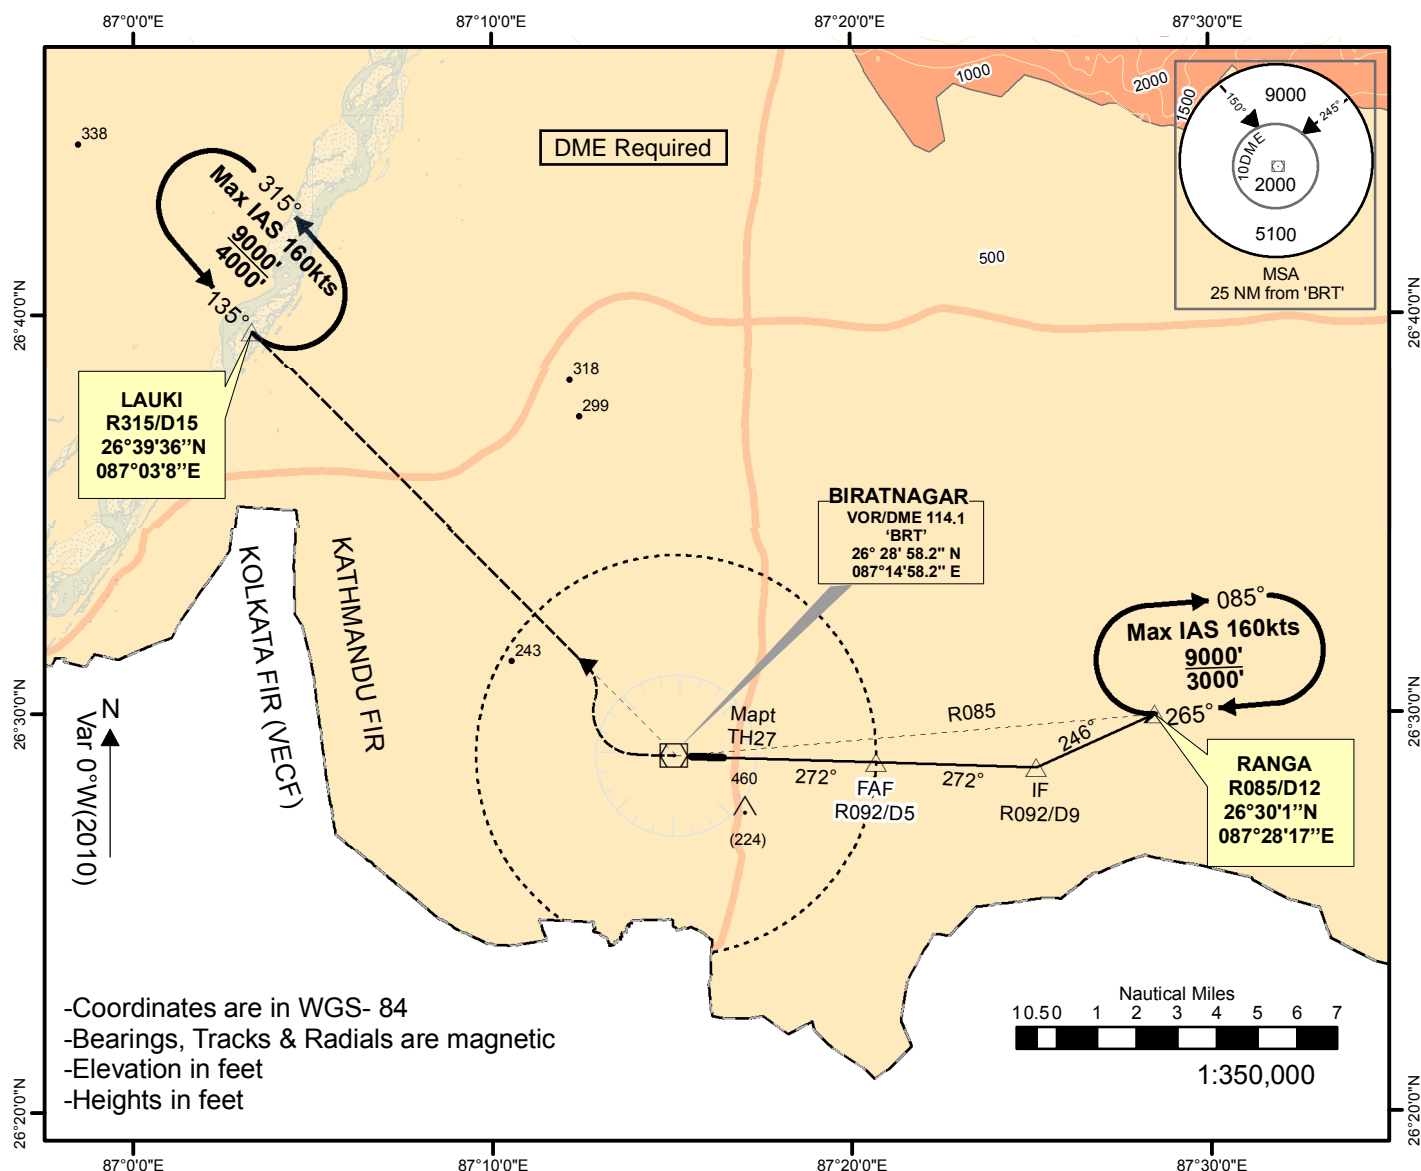 87°0'0"E
87°10'0"E
87°20'0"E
87°30'0"E
26°40'0"N
26°30'0"N
26°20'0"N
26°40'0"N
26°30'0"N
26°20'0"N
338
DME Required
1000
2000
1500
500
9000
150°
245°
10DME
2000
5100
MSA
25 NM from 'BRT'
315°
Max IAS 160kts
9000'
4000'
135°
LAUKI
R315/D15
26°39'36’’N
087°03'8’’E
318
299
BIRATNAGAR
VOR/DME 114.1
‘BRT’
26° 28' 58.2" N
087°14'58.2" E
KOLKATA FIR (VECF)
KATHMANDU FIR
243
N
Var 0°W(2010)
085°
Max IAS 160kts
9000'
3000'
265°
R085
246°
Mapt
TH27
272°
272°
460
(224)
FAF
R092/D5
IF
R092/D9
RANGA
R085/D12
26°30'1’’N
087°28'17’’E
-Coordinates are in WGS- 84
-Bearings, Tracks & Radials are magnetic
-Elevation in feet
-Heights in feet
Nautical Miles
1 0.5 0 1 2 3 4 5 6 7
1:350,000
87°0'0"E
87°10'0"E
87°20'0"E
87°30'0"E